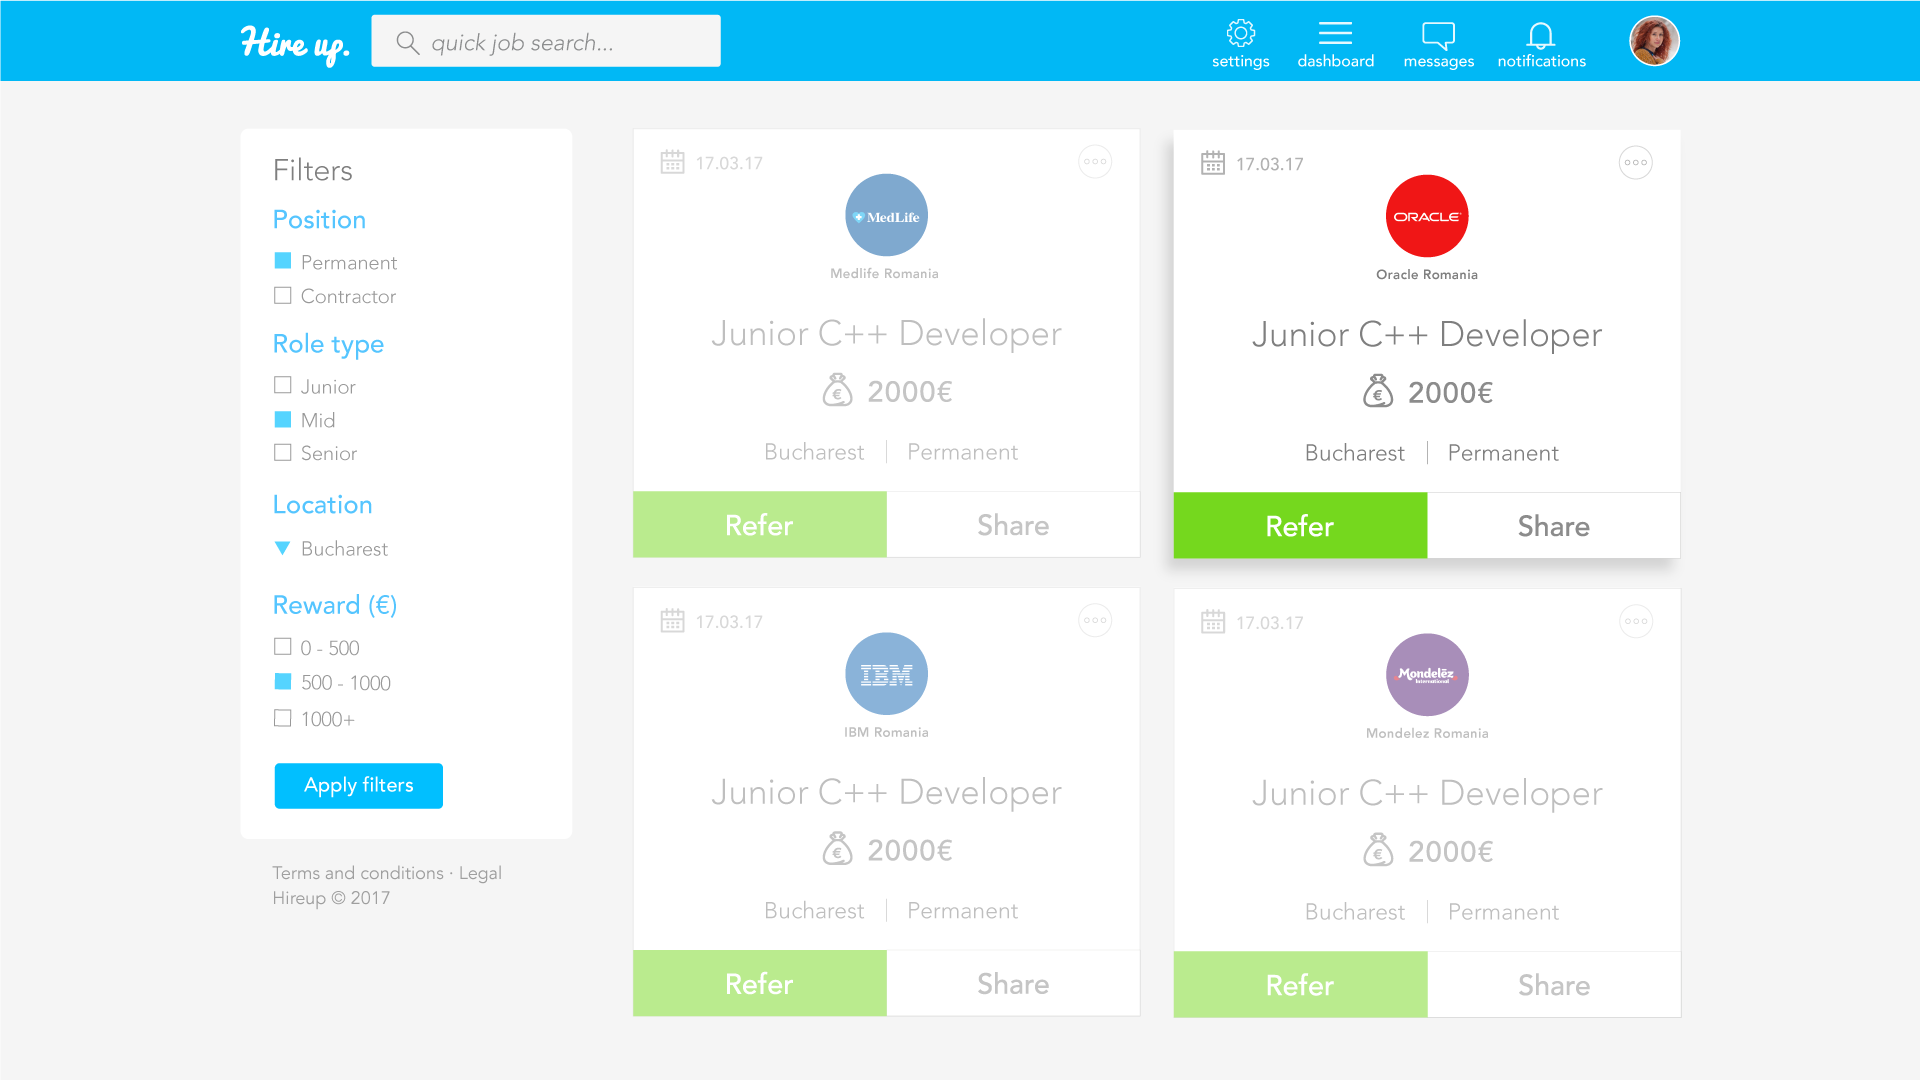 Hire up.
quick job search...
settings
dashboard
messages
notifications
Filters
Position
Permanent
Contractor
Role type
Junior
Mid
Senior
Location
Bucharest
Reward (€)
0 - 500
500 - 1000
1000+
Apply filters
Terms and conditions · Legal
Hireup © 2017
17.03.17
MedLife
Medlife Romania
Junior C++ Developer
€ 2000€
Bucharest | Permanent
Refer
Share
17.03.17
ORACLE
Oracle Romania
Junior C++ Developer
€ 2000€
Bucharest | Permanent
Refer
Share
17.03.17
IBM
IBM Romania
Junior C++ Developer
€ 2000€
Bucharest | Permanent
Refer
Share
17.03.17
Mondelēz
International
Mondelez Romania
Junior C++ Developer
€ 2000€
Bucharest | Permanent
Refer
Share